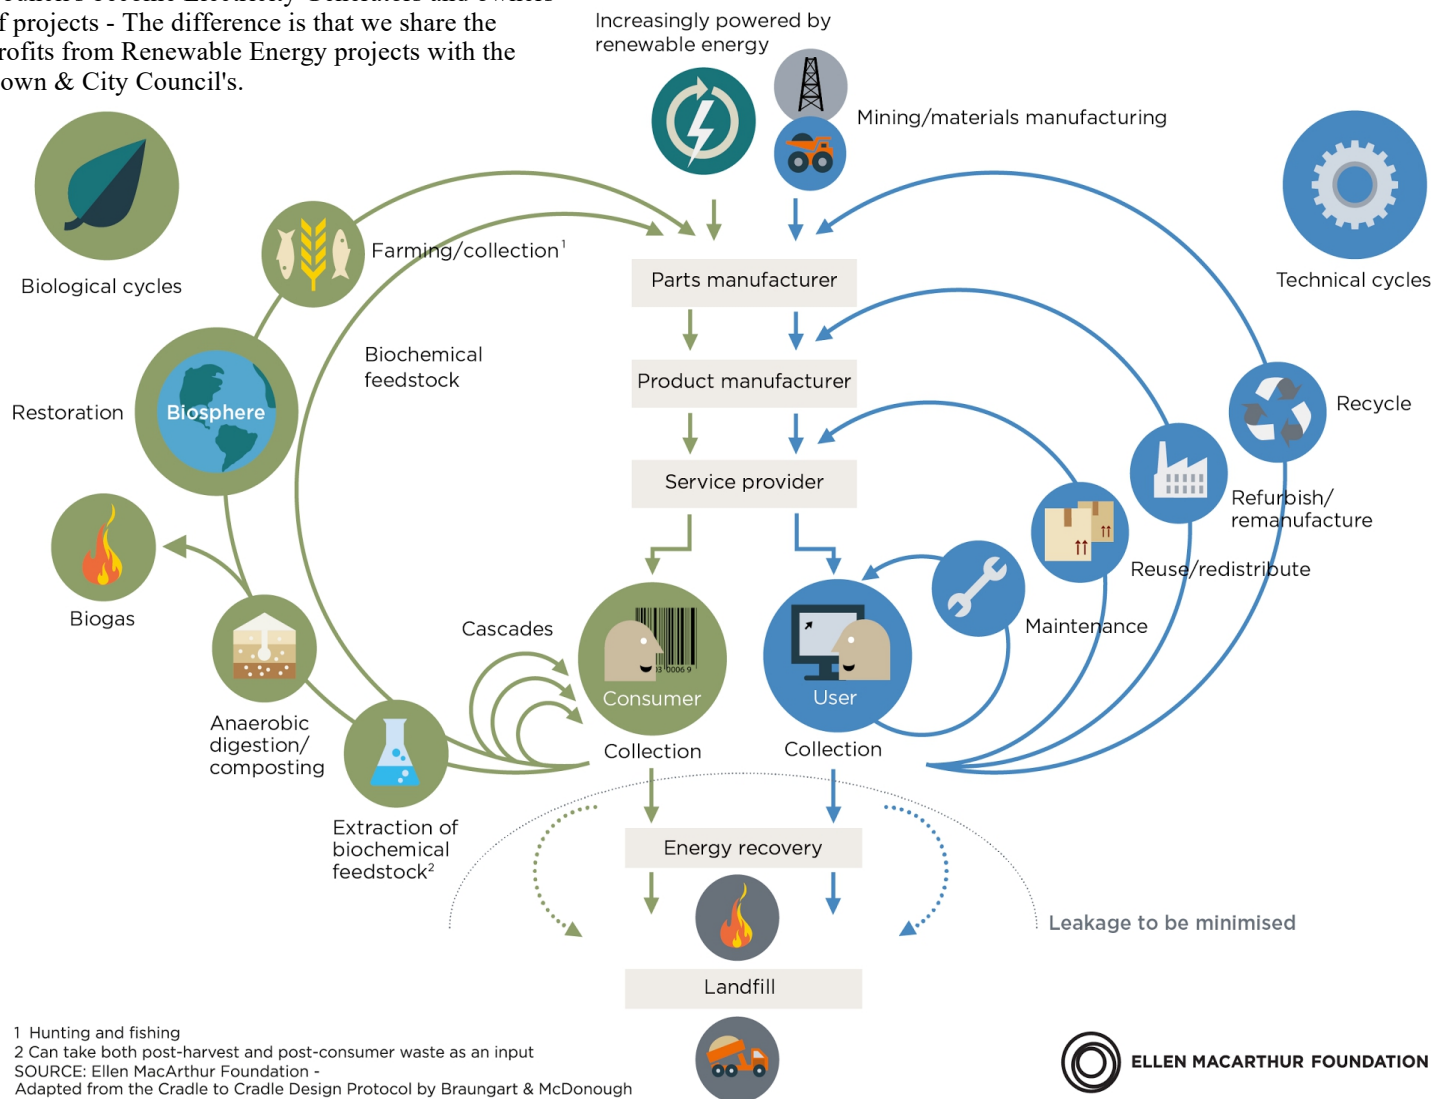 f projects - The difference is that we share the
rofits from Renewable Energy projects with the
own & City Council's.
Increasingly powered by
renewable energy
Mining/materials manufacturing
Biological cycles
Technical cycles
Farming/collection¹
Parts manufacturer
Biochemical
feedstock
Product manufacturer
Restoration
Biosphere
Recycle
Service provider
Refurbish/
remanufacture
Reuse/redistribute
Biogas
Cascades
Maintenance
03 0006 9
Consumer
User
Anaerobic
digestion/
composting
Collection
Collection
Extraction of
biochemical
feedstock²
Energy recovery
Leakage to be minimised
Landfill
1 Hunting and fishing
2 Can take both post-harvest and post-consumer waste as an input
SOURCE: Ellen MacArthur Foundation -
Adapted from the Cradle to Cradle Design Protocol by Braungart & McDonough
ELLEN MACARTHUR FOUNDATION